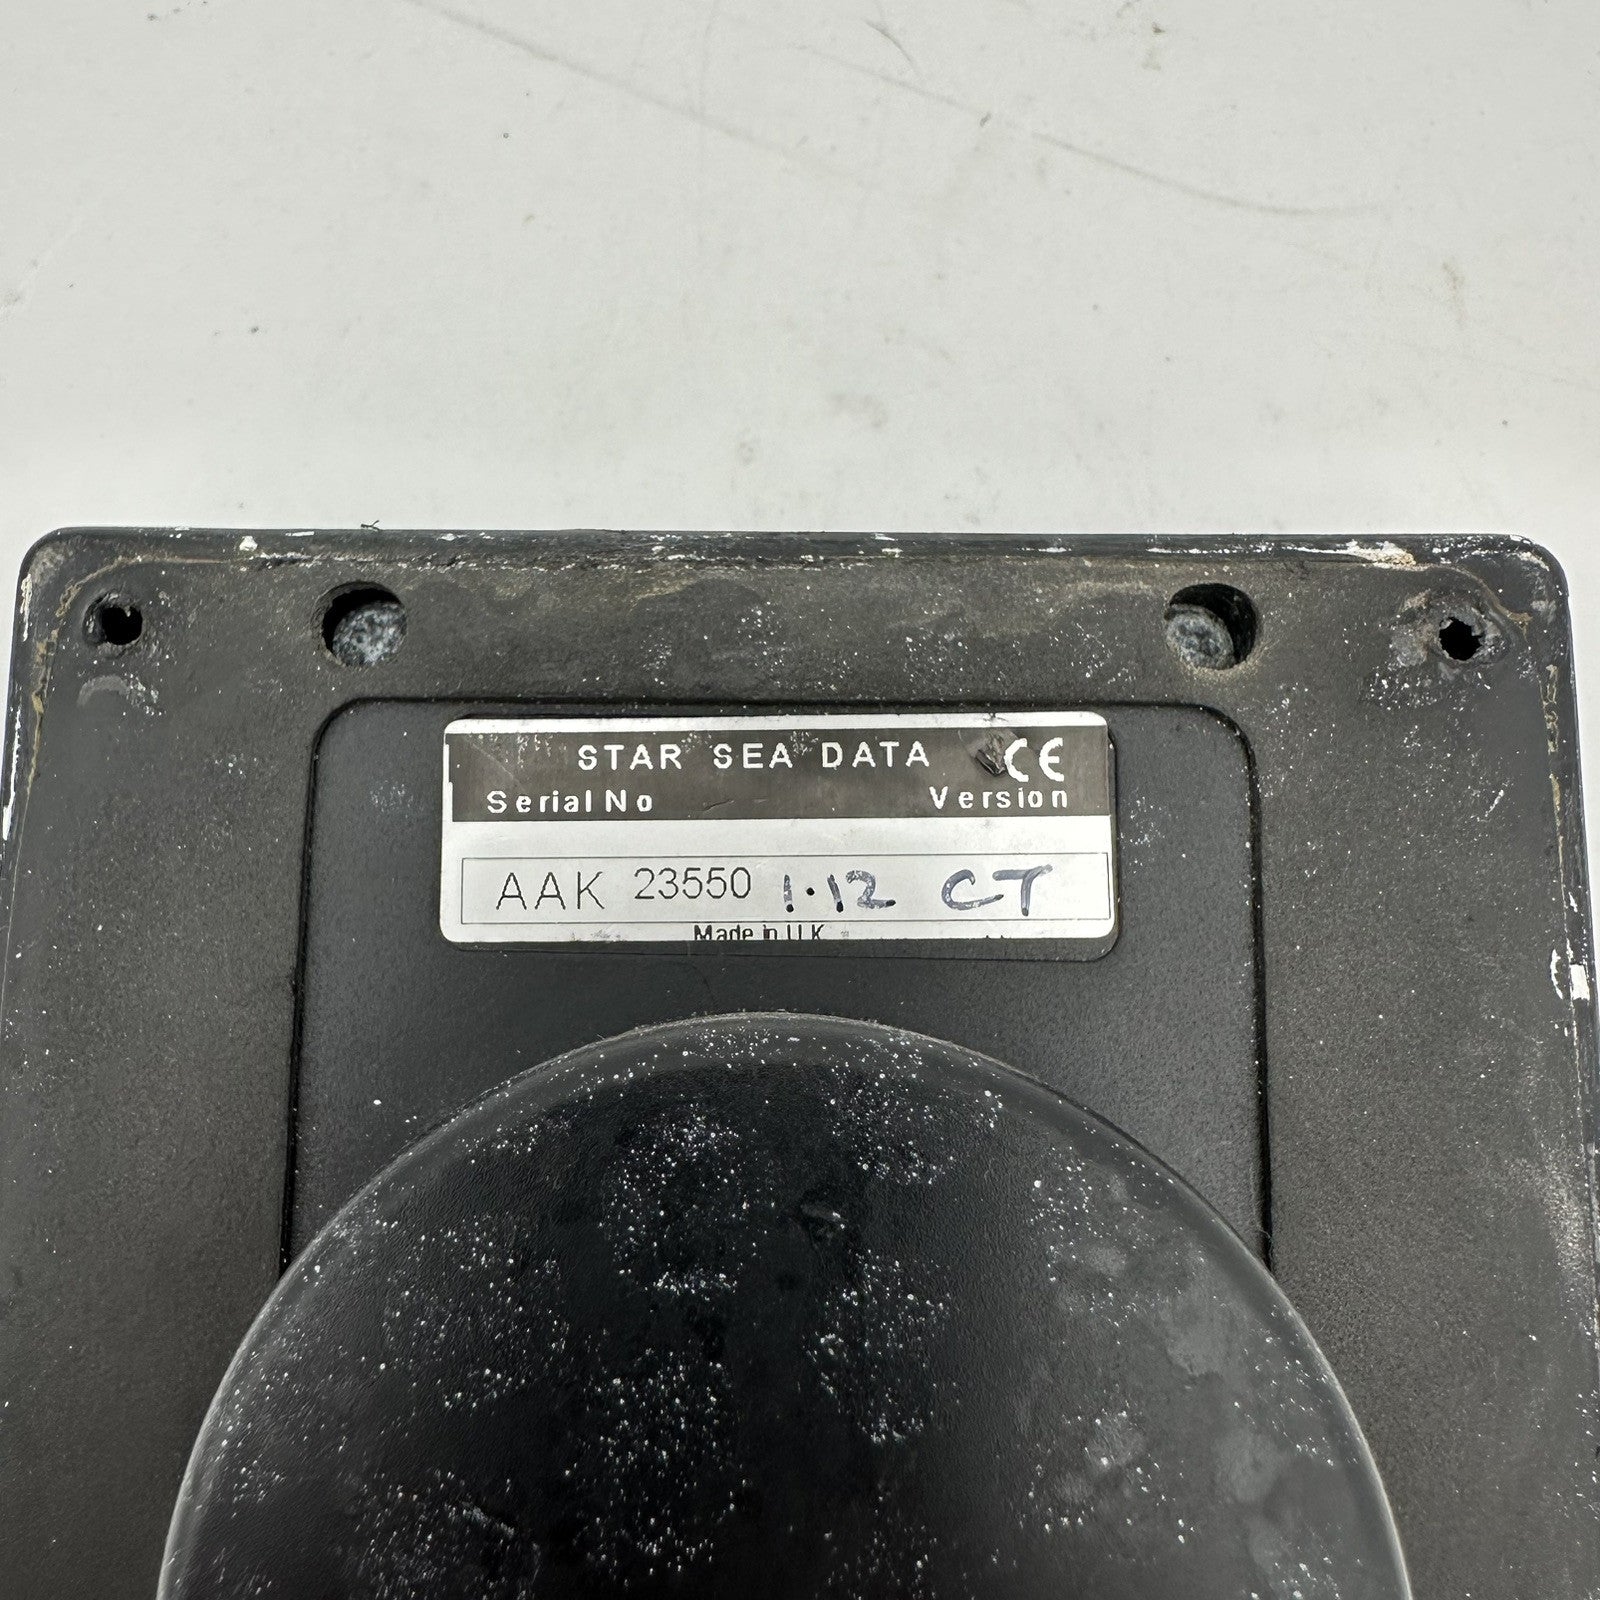 STAR SEA DATA CE
Serial No Version
AAK 23550 1.12 CT
Made in U.K